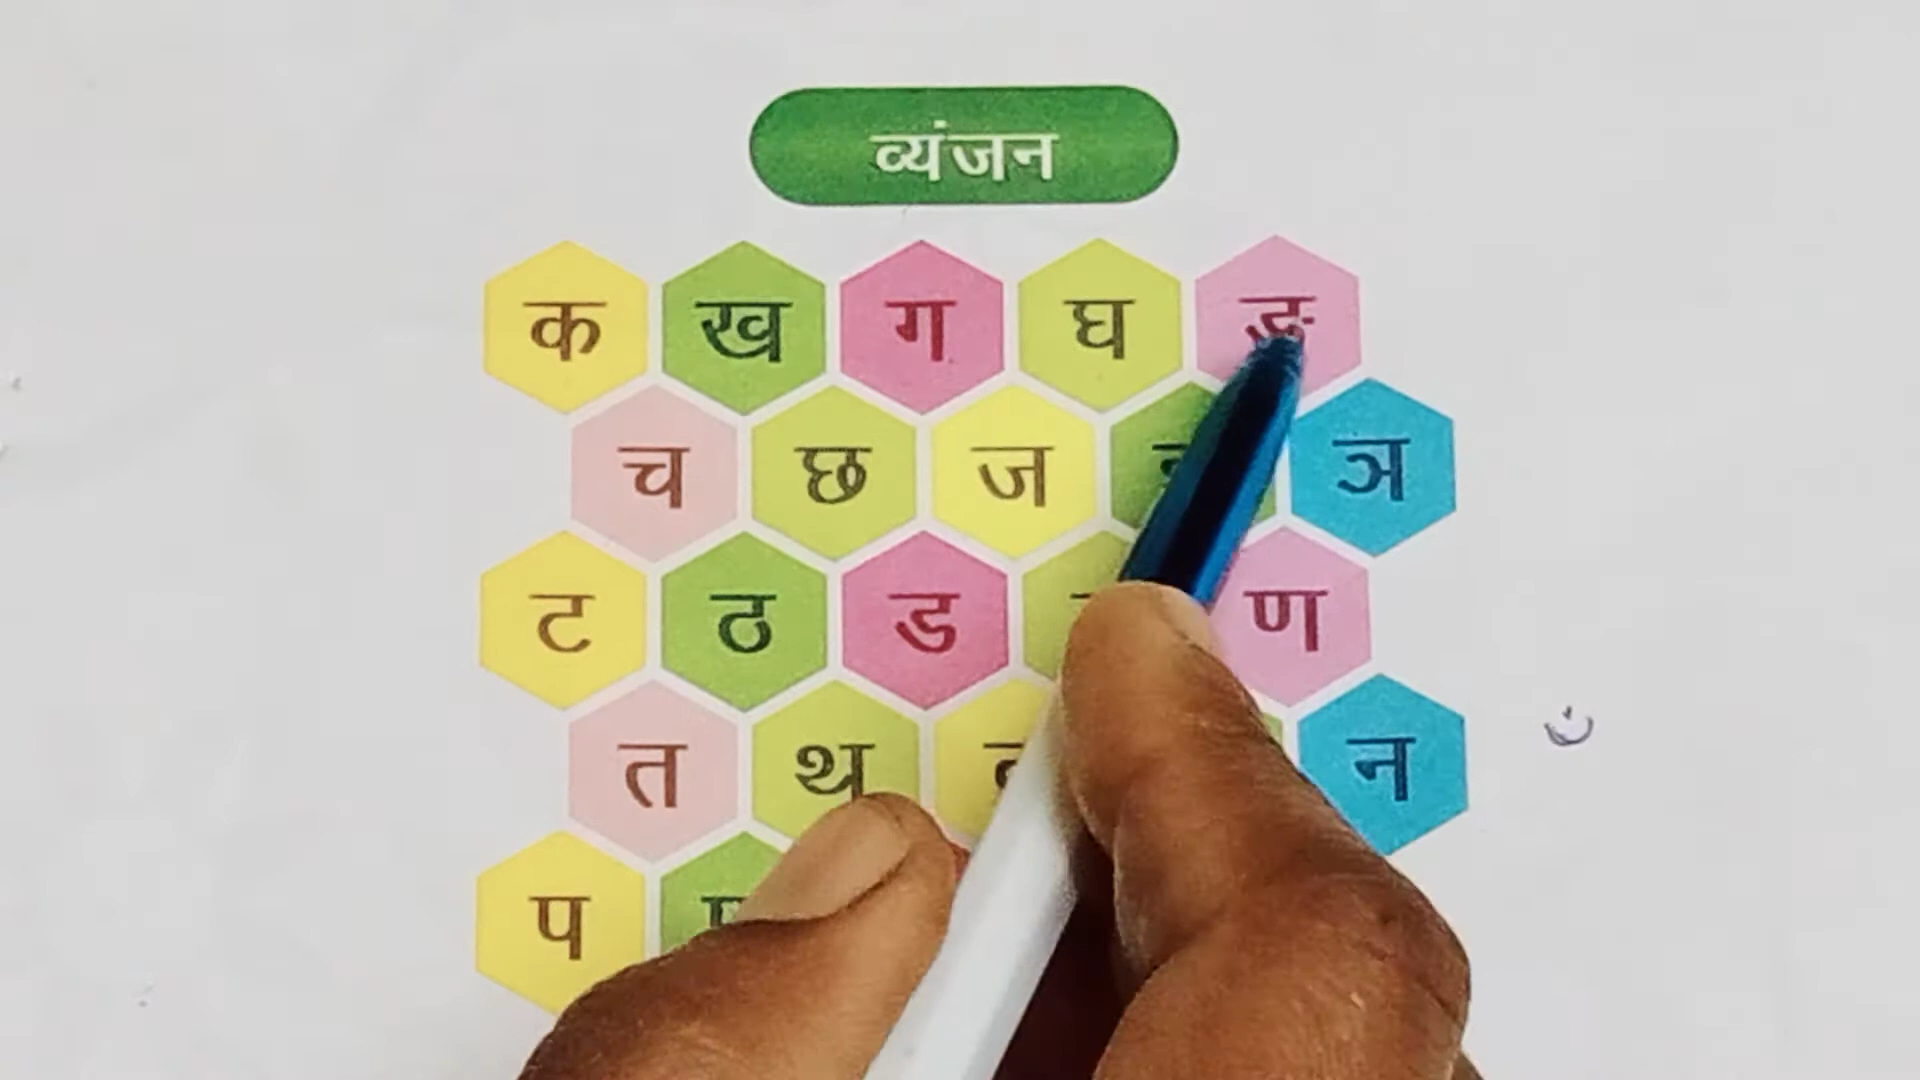 व्यंजन
क ख ग घ ङ
च छ ज ञ
ट ठ ड ण
त थ न
प